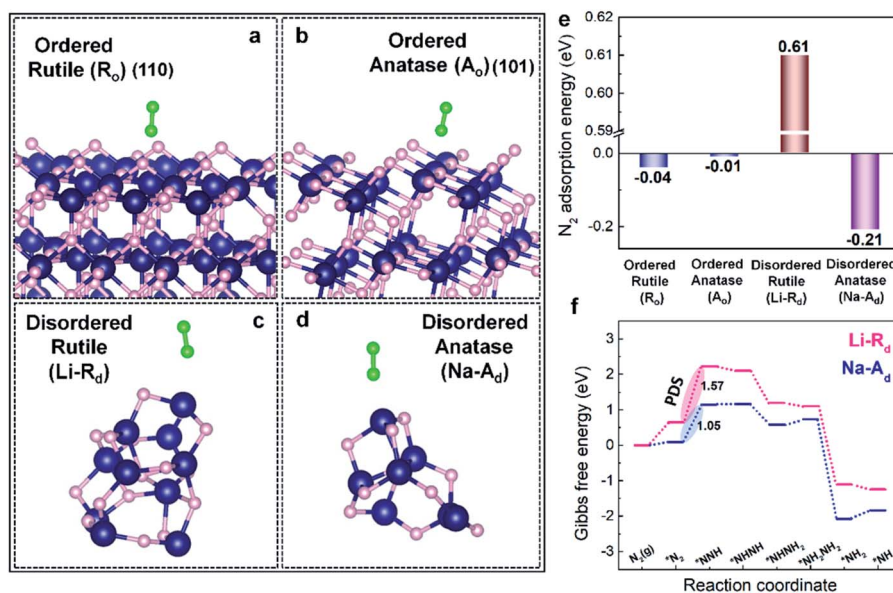 a
Ordered
Rutile (Ro) (110)
b
Ordered
Anatase (Ao) (101)
Disordered
Rutile
(Li-Rd)
c
d
Disordered
Anatase
(Na-Ad)
e
N2 adsorption energy (eV)
0.62
0.61
0.60
0.59
0.0
-0.2
-0.04
-0.01
0.61
-0.21
Ordered
Rutile
(Ro)
Ordered
Anatase
(Ao)
Disordered
Rutile
(Li-Rd)
Disordered
Anatase
(Na-Ad)
f
Gibbs free energy (eV)
3
2
1
0
-1
-2
-3
Li-Rd
Na-Ad
PDS
1.57
1.05
N2(g)
*N2
*NNH
*NHNH
*NHNH2
*NH2NH2
*NH2
*NH
Reaction coordinate